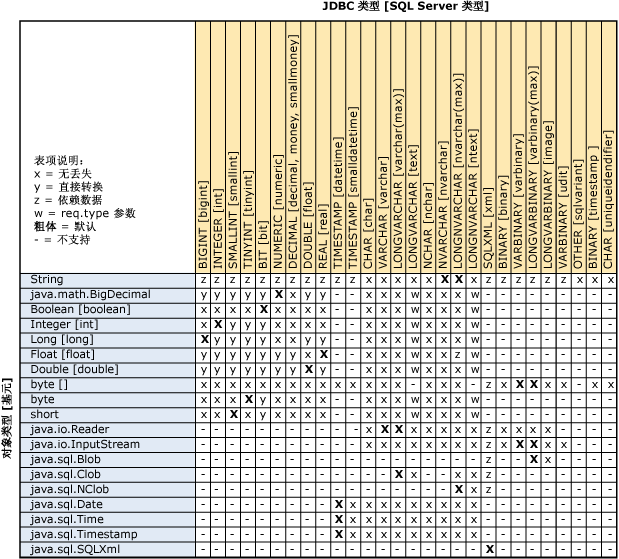 JDBC 类型 [SQL Server 类型]
表项说明:
x = 无丢失
y = 直接转换
z = 依赖数据
w = req.type 参数
粗体 = 默认
- = 不支持
BIGINT [bigint]
INTEGER [int]
SMALLINT [smallint]
TINYINT [tinyint]
BIT [bit]
NUMERIC [numeric]
DECIMAL [decimal, money, smallmoney]
DOUBLE [float]
REAL [real]
TIMESTAMP [datetime]
TIMESTAMP [smalldatetime]
CHAR [char]
VARCHAR [varchar]
LONGVARCHAR [varchar(max)]
LONGVARCHAR [text]
NCHAR [nchar]
NVARCHAR [nvarchar]
LONGNVARCHAR [nvarchar(max)]
LONGNVARCHAR [ntext]
SQLXML [xml]
BINARY [binary]
VARBINARY [varbinary]
LONGVARBINARY [varbinary(max)]
LONGVARBINARY [image]
VARBINARY [udit]
OTHER [sqlvariant]
BINARY [timestamp ]
CHAR [uniqueidendifier]
对象类型 [基元]
String z z z z z z z z z z z x x x x x X X x z z z z z z x x x
java.math.BigDecimal y y y y y X x y y - - x x x w x x x w - - - - - - - - -
Boolean [boolean] x x x x X x x x x - - x x x w x x x w - - - - - - - - -
Integer [int] x X y y y x x x x - - x x x w x x x w - - - - - - - - -
Long [long] X y y y y x x y y - - x x x w x x x w - - - - - - - - -
Float [float] y y y y y y y x X - - x x x w x x z w - - - - - - - - -
Double [double] y y y y y y y X y - - x x x w x x x w - - - - - - - - -
byte [] x x x x x x x x x x x x x x - x x x - z x X X x x - x x
byte x x x X y x x x x - - x x x w x x x w - - - - - - - - -
short x x X x y x x x x - - x x x w x x x w - - - - - - - - -
java.io.Reader - - - - - - - - - - - x X X x x x x x z x x x x - - - -
java.io.InputStream - - - - - - - - - - - x x x x x x x x z x X X x x - - -
java.sql.Blob - - - - - - - - - - - - - - - - - - - z - - X x - - - -
java.sql.Clob - - - - - - - - - - - - - X x - - x x z - - - - - - - -
java.sql.NClob - - - - - - - - - - - - - - - - - X x z - - - - - - - -
java.sql.Date - - - - - - - - - X x x x x x x x x x - - - - - - - - -
java.sql.Time - - - - - - - - - X x x x x x x x x x - - - - - - - - -
java.sql.Timestamp - - - - - - - - - X x x x x x x x x x - - - - - - - - -
java.sql.SQLXml - - - - - - - - - - - - - - - - - - - X - - - - - - - -